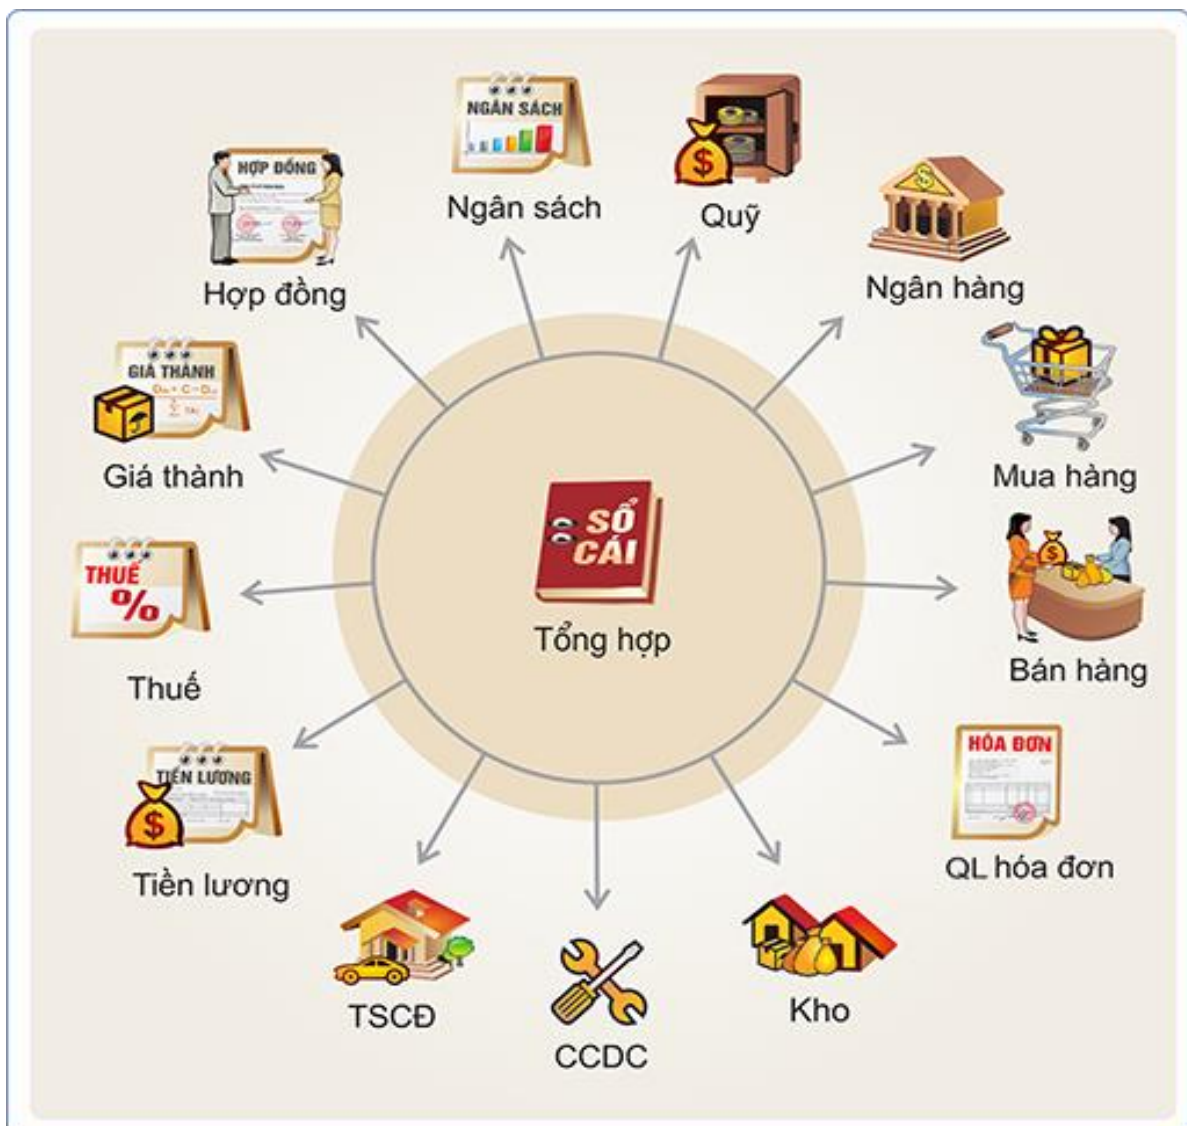 NGÂN SÁCH
Ngân sách
Quỹ
HỢP ĐỒNG
Hợp đồng
Ngân hàng
GIÁ THÀNH
Giá thành
Mua hàng
SỔ
CÁI
Tổng hợp
THUẾ
%
Thuế
Bán hàng
TIỀN LƯƠNG
$
Tiền lương
HÓA ĐƠN
QL hóa đơn
TSCĐ
CCDC
Kho